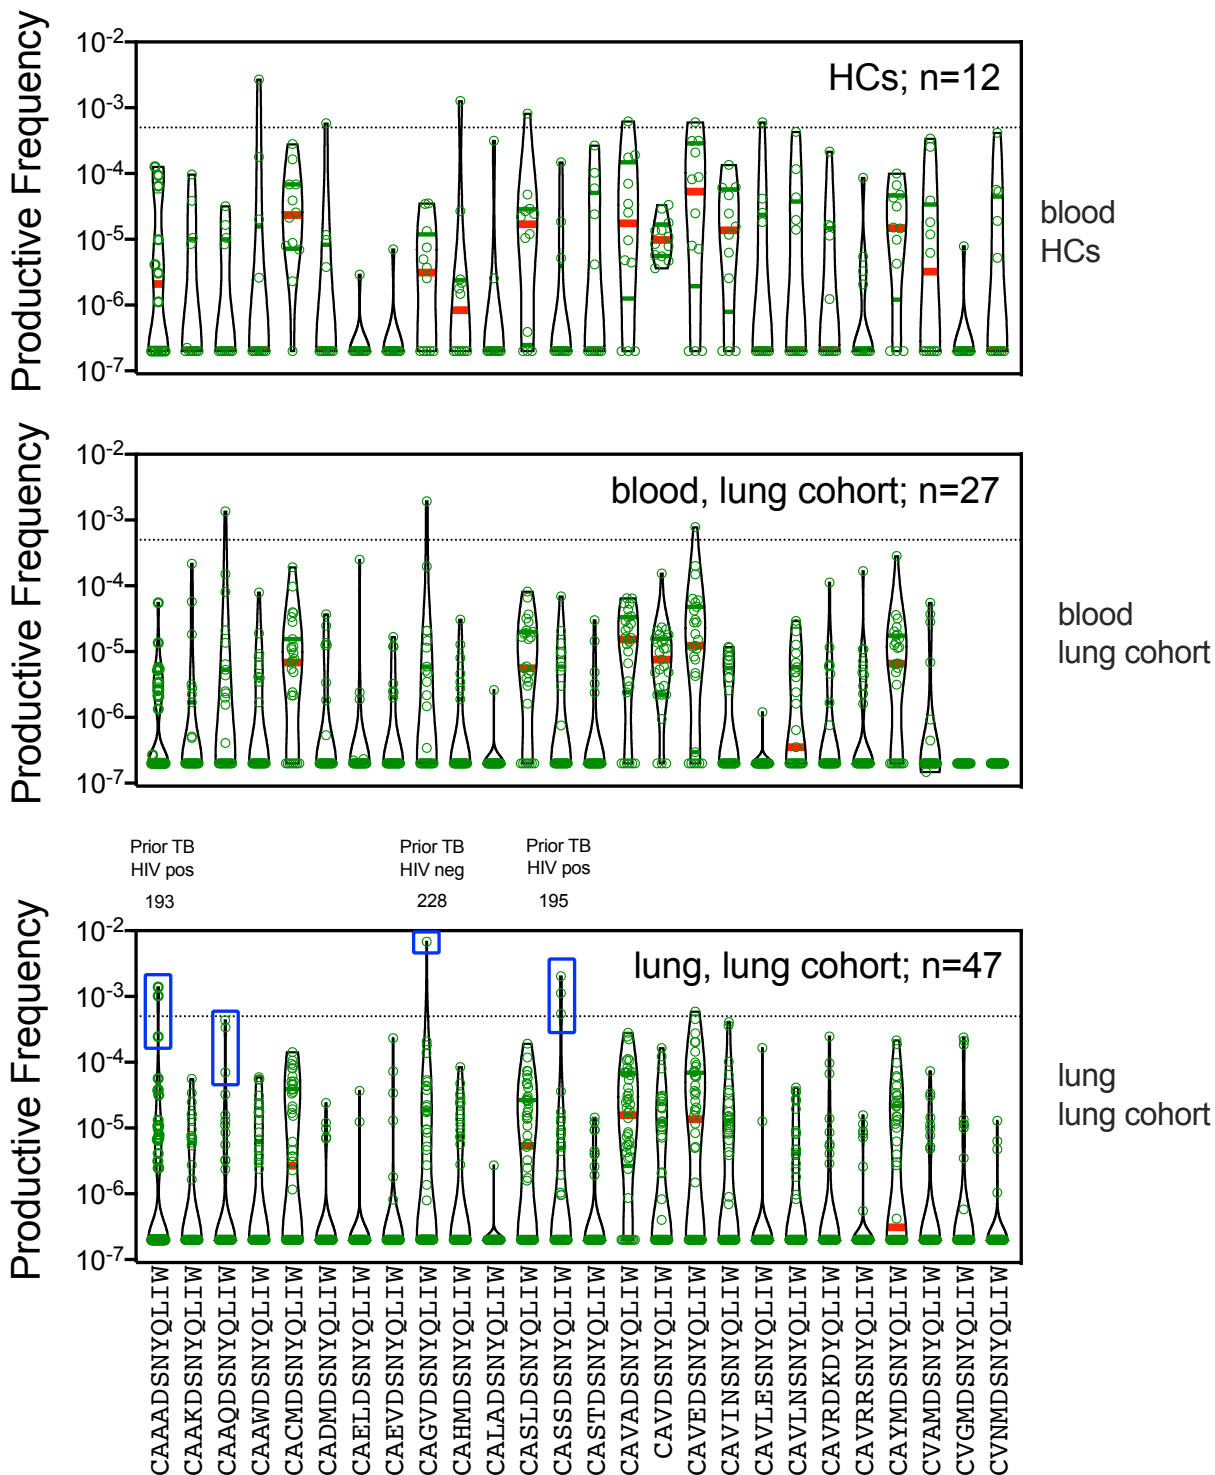 Productive Frequency
10-2
10-3
10-4
10-5
10-6
10-7
HCs; n=12
blood
HCs
Productive Frequency
10-2
10-3
10-4
10-5
10-6
10-7
blood, lung cohort; n=27
blood
lung cohort
Prior TB
HIV pos
193
Prior TB
HIV neg
228
Prior TB
HIV pos
195
Productive Frequency
10-2
10-3
10-4
10-5
10-6
10-7
lung, lung cohort; n=47
lung
lung cohort
CAAADSNYQLIW
CAAKDSNYQLIW
CAAQDSNYQLIW
CAAWDSNYQLIW
CACMDSNYQLIW
CADMDSNYQLIW
CAELDSNYQLIW
CAEVDSNYQLIW
CAGVDSNYQLIW
CAHMDSNYQLIW
CALADSNYQLIW
CASLDSNYQLIW
CASSDSNYQLIW
CASTDSNYQLIW
CAVADSNYQLIW
CAVDSNYQLIW
CAVEDSNYQLIW
CAVINSNYQLIW
CAVLESNYQLIW
CAVLNSNYQLIW
CAVRDKDYQLIW
CAVRRSNYQLIW
CAYMDSNYQLIW
CVAMDSNYQLIW
CVGMDSNYQLIW
CVNMDSNYQLIW